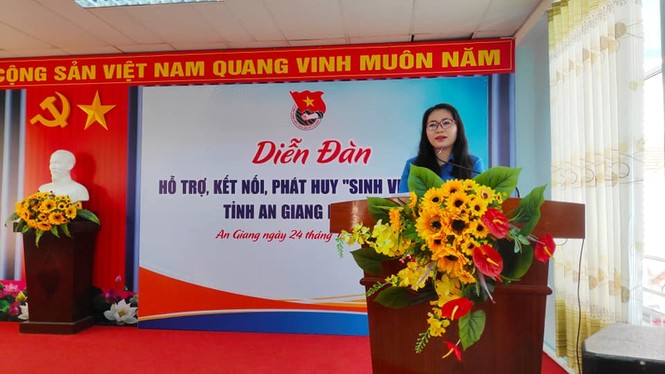 CỘNG SẢN VIỆT NAM QUANG VINH MUÔN NĂM
Diễn Đàn
HỖ TRỢ, KẾT NỐI, PHÁT HUY "SINH
TỈNH AN GIANG
An Giang ngày 24 tháng